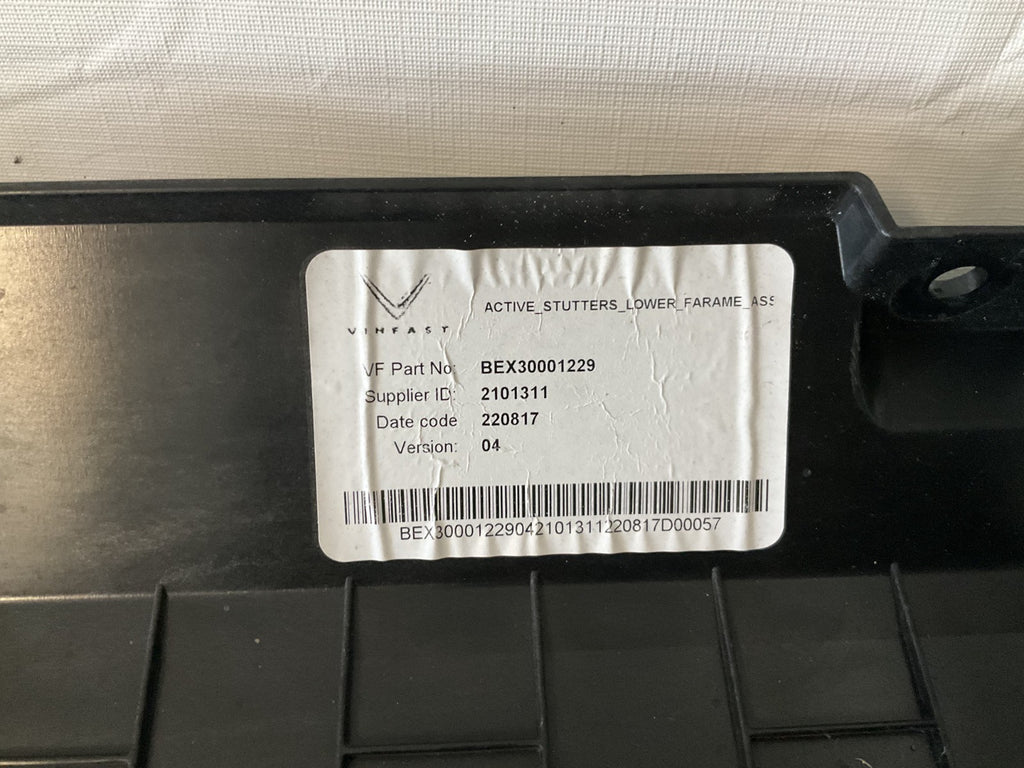 VINFAST
ACTIVE_STUTTERS_LOWER_FARAME_ASS
VF Part No: BEX30001229
Supplier ID: 2101311
Date code 220817
Version: 04
BEX30001229042101311220817D00057